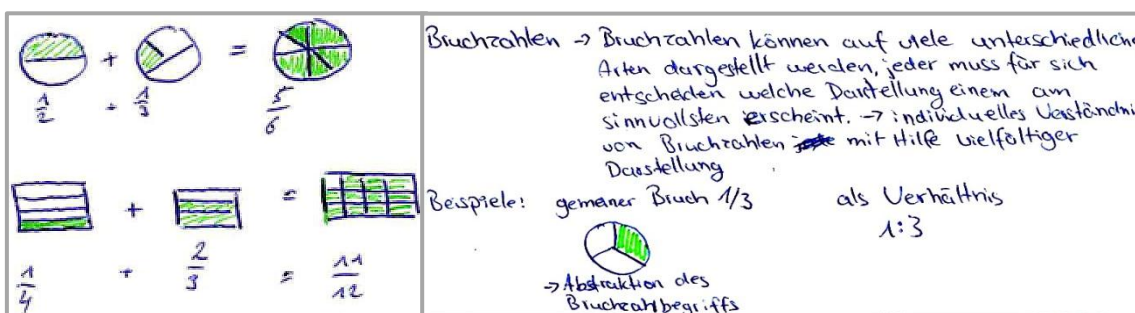 + =
1/2 + 1/3 5/6
+ =
1/4 + 2/3 = 11/12
Bruchzahlen → Bruchzahlen können auf viele unterschiedliche
Arten dargestellt werden, jeder muss für sich
entscheiden welche Darstellung einem am
sinnvollsten erscheint. → individuelles Verständni
von Bruchzahlen mit Hilfe vielfältiger
Darstellung
Beispiele: gemeiner Bruch 1/3 als Verhältnis
1:3
→ Abstraktion des
Bruchzahlbegriffs